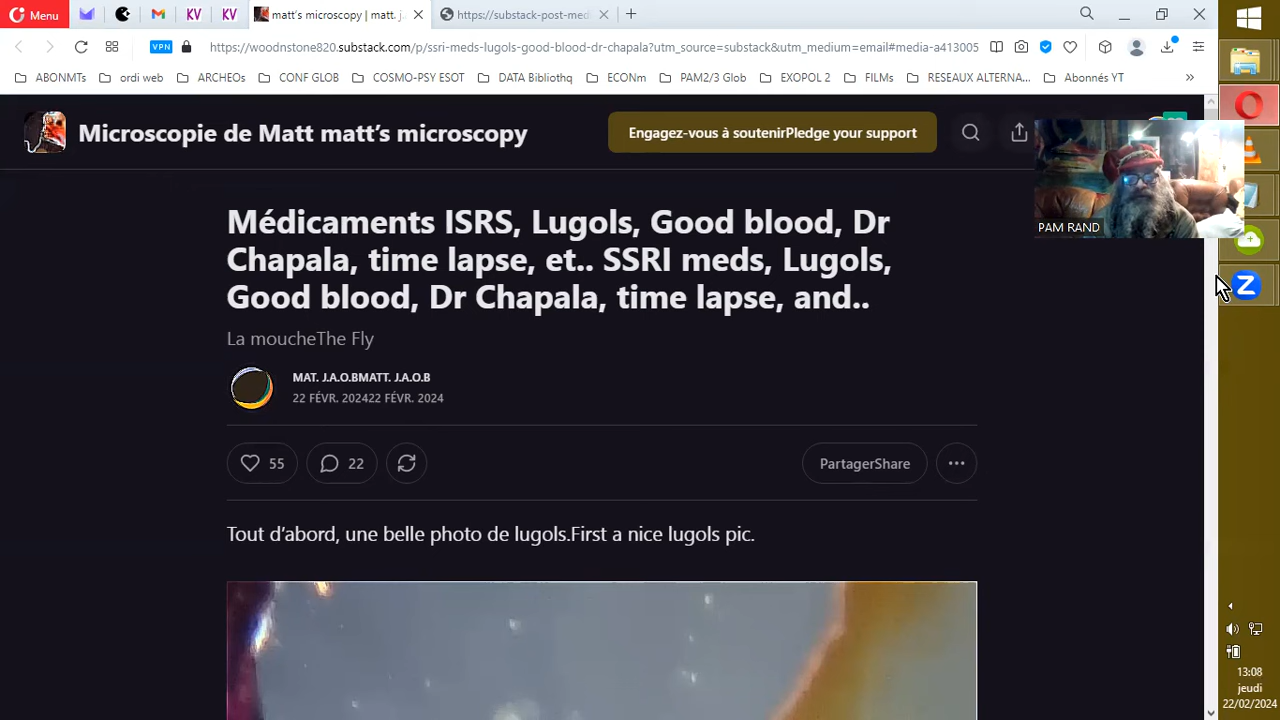 Menu
KV
KV
matt's microscopy | matt. j.
https://substack-post-med
VPN
https://woodnstone820.substack.com/p/ssri-meds-lugols-good-blood-dr-chapala?utm_source=substack&utm_medium=email#media-a413005
ABONMTs
ordi web
ARCHEOs
CONF GLOB
COSMO-PSY ESOT
DATA Biblthq
ECONm
PAM2/3 Glob
EXOPOL 2
FILMs
RESEAUX/ALTERNA...
Abonnés YT
»
Microscopie de Matt matt's microscopy
Engagez-vous à soutenirPledge your support
PAM RAND
Médicaments ISRS, Lugols, Good blood, Dr
Chapala, time lapse, et.. SSRI meds, Lugols,
Good blood, Dr Chapala, time lapse, and..
La moucheThe Fly
MAT. J.A.O.BMATT. J.A.O.B
22 FÉVR. 202422 FÉVR. 2024
55
22
PartagerShare
Tout d'abord, une belle photo de lugols.First a nice lugols pic.
13:08
jeudi
22/02/2024